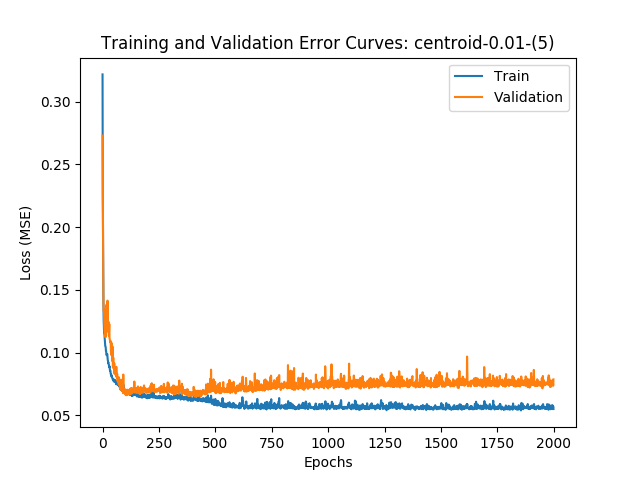 Training and Validation Error Curves: centroid-0.01-(5)
Train
Validation
0.30
0.25
0.20
0.15
0.10
0.05
Loss (MSE)
0 250 500 750 1000 1250 1500 1750 2000
Epochs